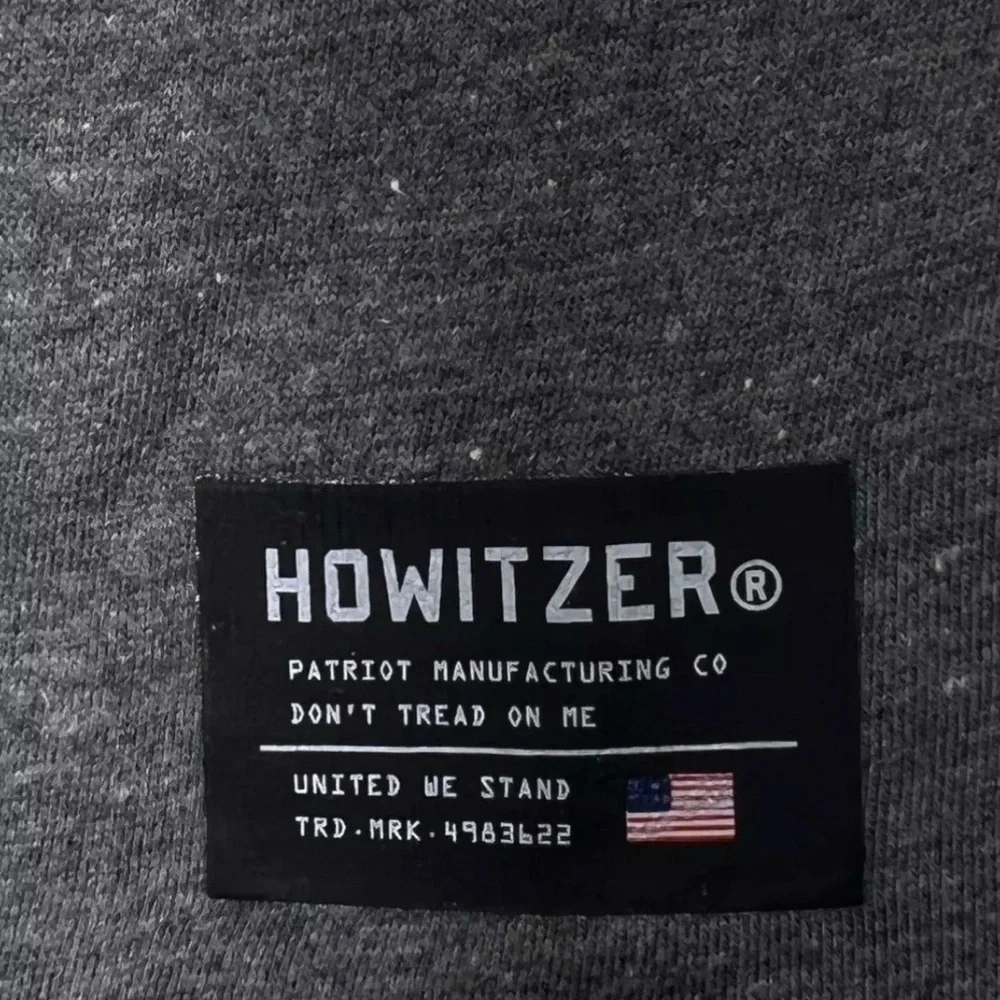 HOWITZER®
PATRIOT MANUFACTURING CO
DON'T TREAD ON ME
UNITED WE STAND
TRD.MRK.4983622